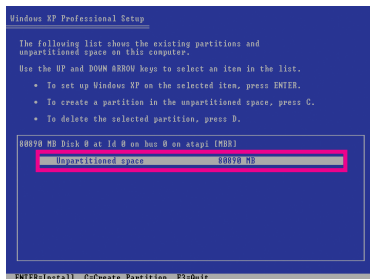 Windows XP Professional Setup
The following list shows the existing partitions and
unpartitioned space on this computer.
Use the UP and DOWN ARROW keys to select an item in the list.
• To set up Windows XP on the selected item, press ENTER.
• To create a partition in the unpartitioned space, press C.
• To delete the selected partition, press D.
80890 MB Disk 0 at Id 0 on bus 0 on atapi [MBR]
Unpartitioned space 80890 MB
ENTER=Install C=Create Partition F3=Quit